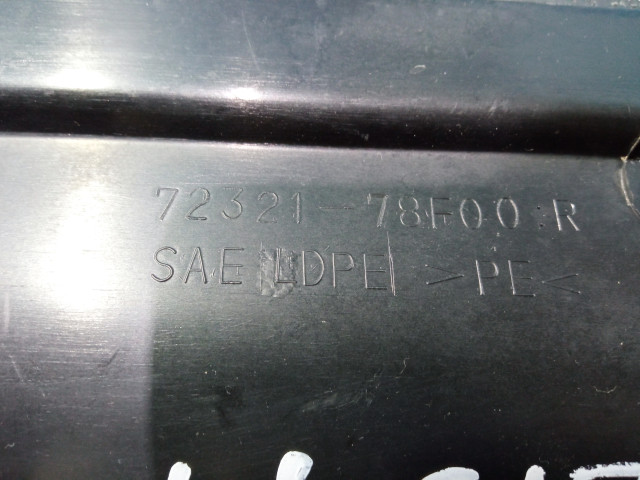 72321-78F00 R
SAE LDPE >PE<